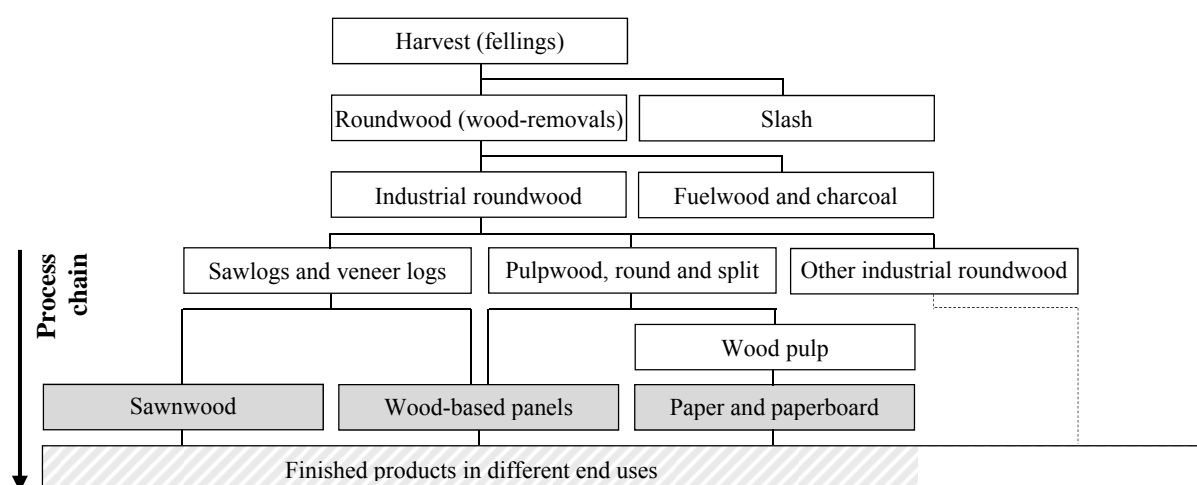 Harvest (fellings)
Roundwood (wood-removals)
Slash
Industrial roundwood
Fuelwood and charcoal
Process
chain
Sawlogs and veneer logs
Pulpwood, round and split
Other industrial roundwood
Wood pulp
Sawnwood
Wood-based panels
Paper and paperboard
Finished products in different end uses